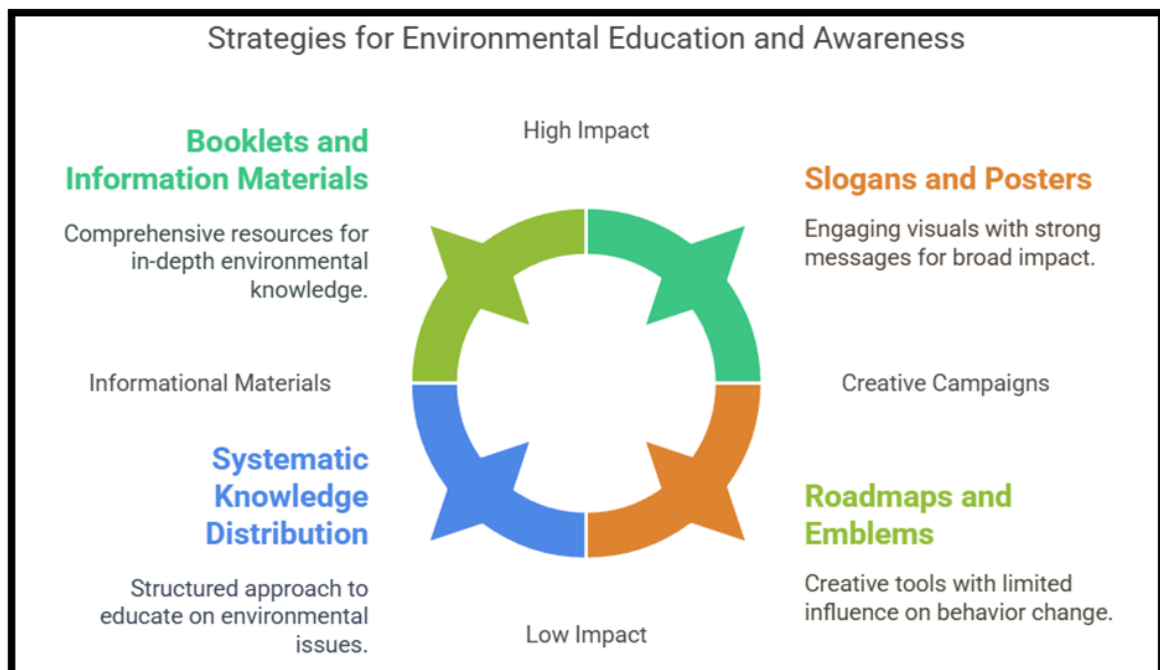 Strategies for Environmental Education and Awareness
High Impact
Booklets and
Information Materials
Comprehensive resources for
in-depth environmental
knowledge.
Slogans and Posters
Engaging visuals with strong
messages for broad impact.
Informational Materials
Creative Campaigns
Systematic
Knowledge
Distribution
Structured approach to
educate on environmental
issues.
Roadmaps and
Emblems
Creative tools with limited
influence on behavior change.
Low Impact